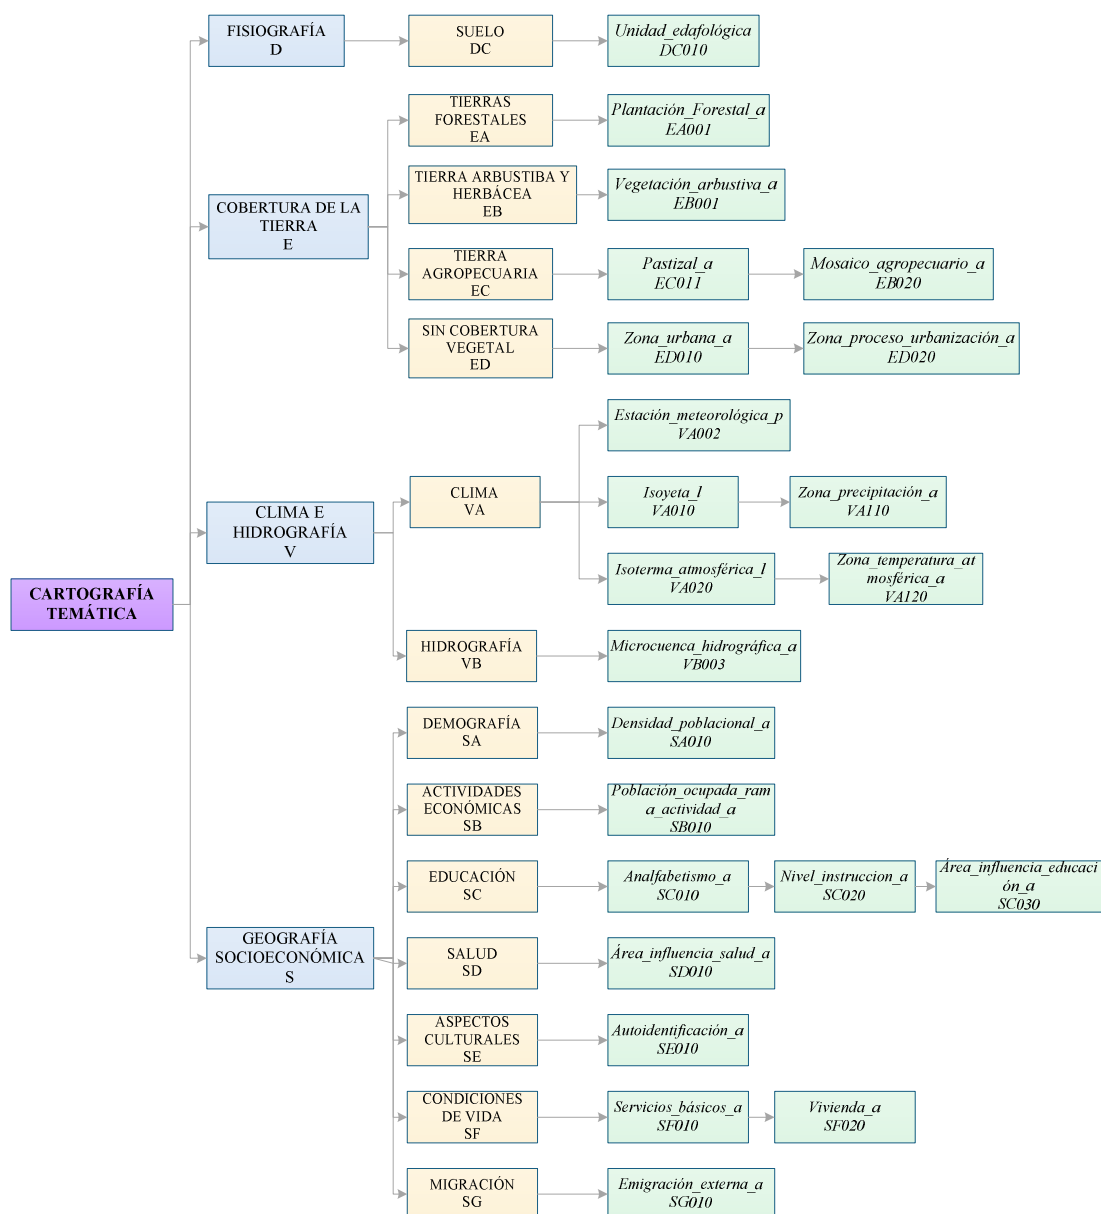 FISIOGRAFÍA
D
SUELO
DC
Unidad_edafológica
DC010
TIERRAS
FORESTALES
EA
Plantación_Forestal_a
EA001
COBERTURA DE LA
TIERRA
E
TIERRA ARBUSTIBA Y
HERBÁCEA
EB
Vegetación_arbustiva_a
EB001
TIERRA
AGROPECUARIA
EC
Pastizal_a
EC011
Mosaico_agropecuario_a
EB020
SIN COBERTURA
VEGETAL
ED
Zona_urbana_a
ED010
Zona_proceso_urbanización_a
ED020
Estación_meteorológica_p
VA002
CLIMA E
HIDROGRAFÍA
V
CLIMA
VA
Isoyeta_l
VA010
Zona_precipitación_a
VA110
Isoterma_atmosférica_l
VA020
Zona_temperatura_at
mosférica_a
VA120
CARTOGRAFÍA
TEMÁTICA
HIDROGRAFÍA
VB
Microcuenca_hidrográfica_a
VB003
DEMOGRAFÍA
SA
Densidad_poblacional_a
SA010
ACTIVIDADES
ECONÓMICAS
SB
Población_ocupada_ram
a_actividad_a
SB010
EDUCACIÓN
SC
Analfabetismo_a
SC010
Nivel_instruccion_a
SC020
Área_influencia_educaci
ón_a
SC030
GEOGRAFÍA
SOCIOECONÓMICA
S
SALUD
SD
Área_influencia_salud_a
SD010
ASPECTOS
CULTURALES
SE
Autoidentificación_a
SE010
CONDICIONES
DE VIDA
SF
Servicios_básicos_a
SF010
Vivienda_a
SF020
MIGRACIÓN
SG
Emigración_externa_a
SG010